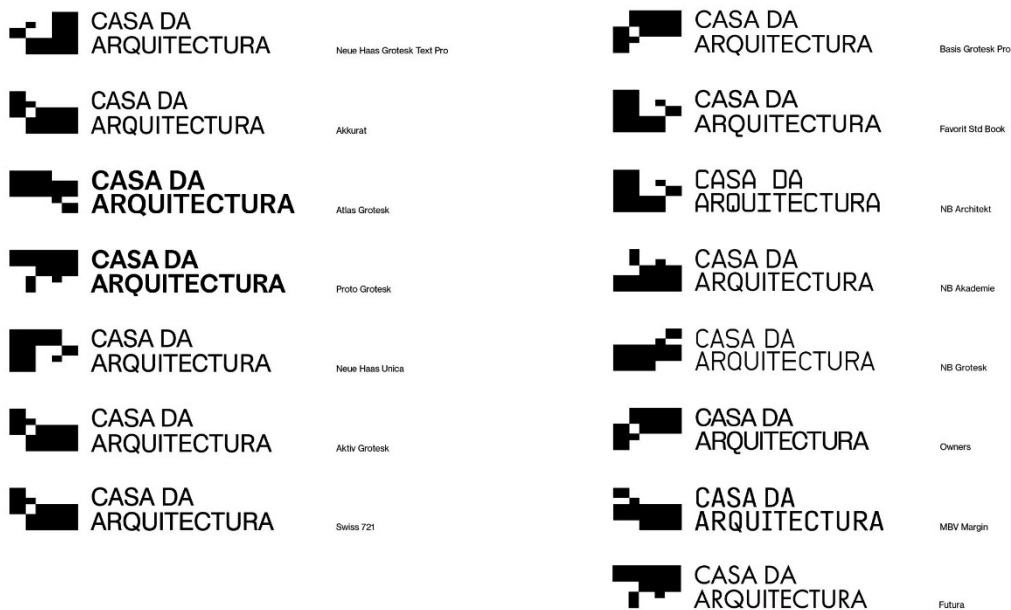 CASA DA
ARQUITECTURA
Neue Haas Grotesk Text Pro
CASA DA
ARQUITECTURA
Akkurat
CASA DA
ARQUITECTURA
Atlas Grotesk
CASA DA
ARQUITECTURA
Proto Grotesk
CASA DA
ARQUITECTURA
Neue Haas Unica
CASA DA
ARQUITECTURA
Aktiv Grotesk
CASA DA
ARQUITECTURA
Swiss 721
CASA DA
ARQUITECTURA
Basis Grotesk Pro
CASA DA
ARQUITECTURA
Favorit Std Book
CASA DA
ARQUITECTURA
NB Architekt
CASA DA
ARQUITECTURA
NB Akademie
CASA DA
ARQUITECTURA
NB Grotesk
CASA DA
ARQUITECTURA
Owners
CASA DA
ARQUITECTURA
MBV Margin
CASA DA
ARQUITECTURA
Futura